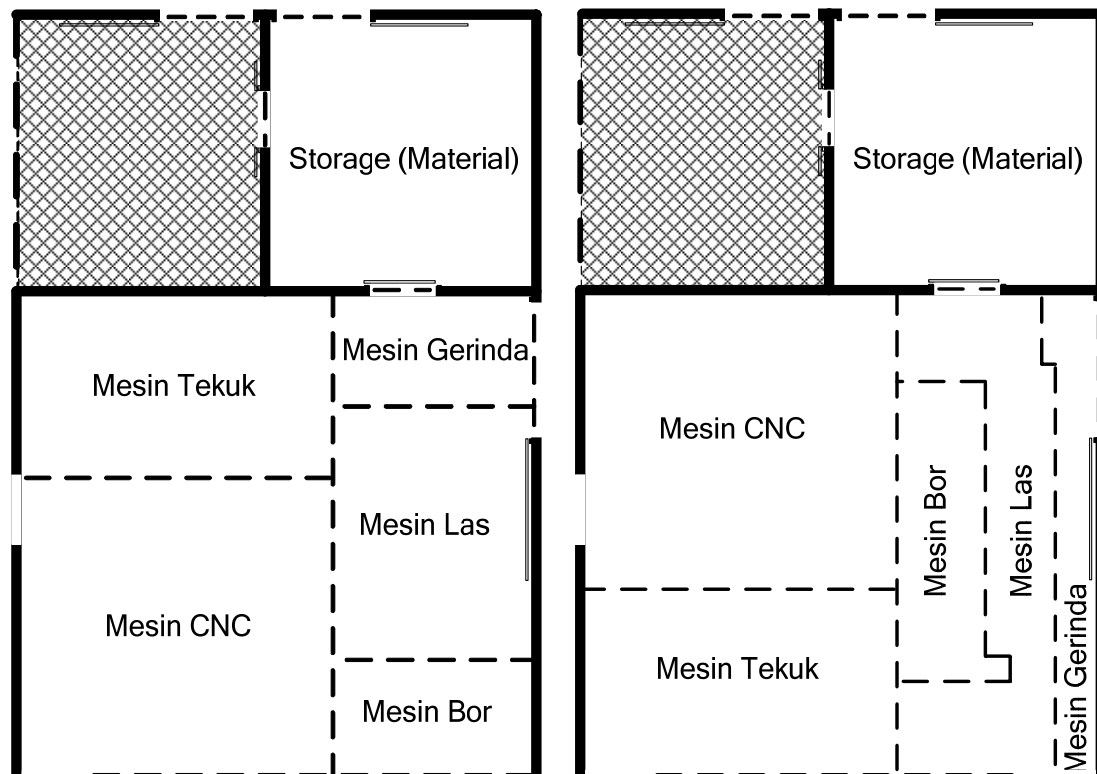 Storage (Material)
Mesin Gerinda
Mesin Tekuk
Mesin Las
Mesin CNC
Mesin Bor
Storage (Material)
Mesin CNC
Mesin Bor
Mesin Las
Mesin Gerinda
Mesin Tekuk